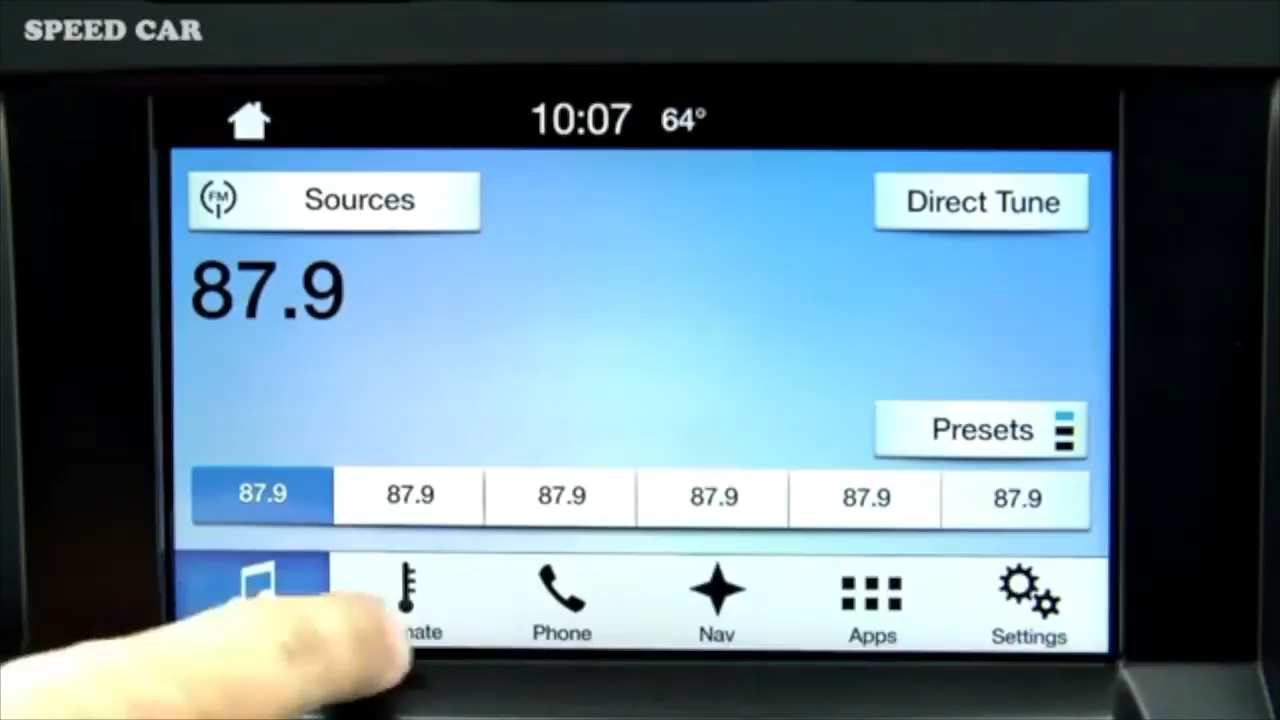 SPEED CAR
10:07 64°
FM Sources
Direct Tune
87.9
Presets
87.9 87.9 87.9 87.9 87.9 87.9
Phone Nav Apps Settings